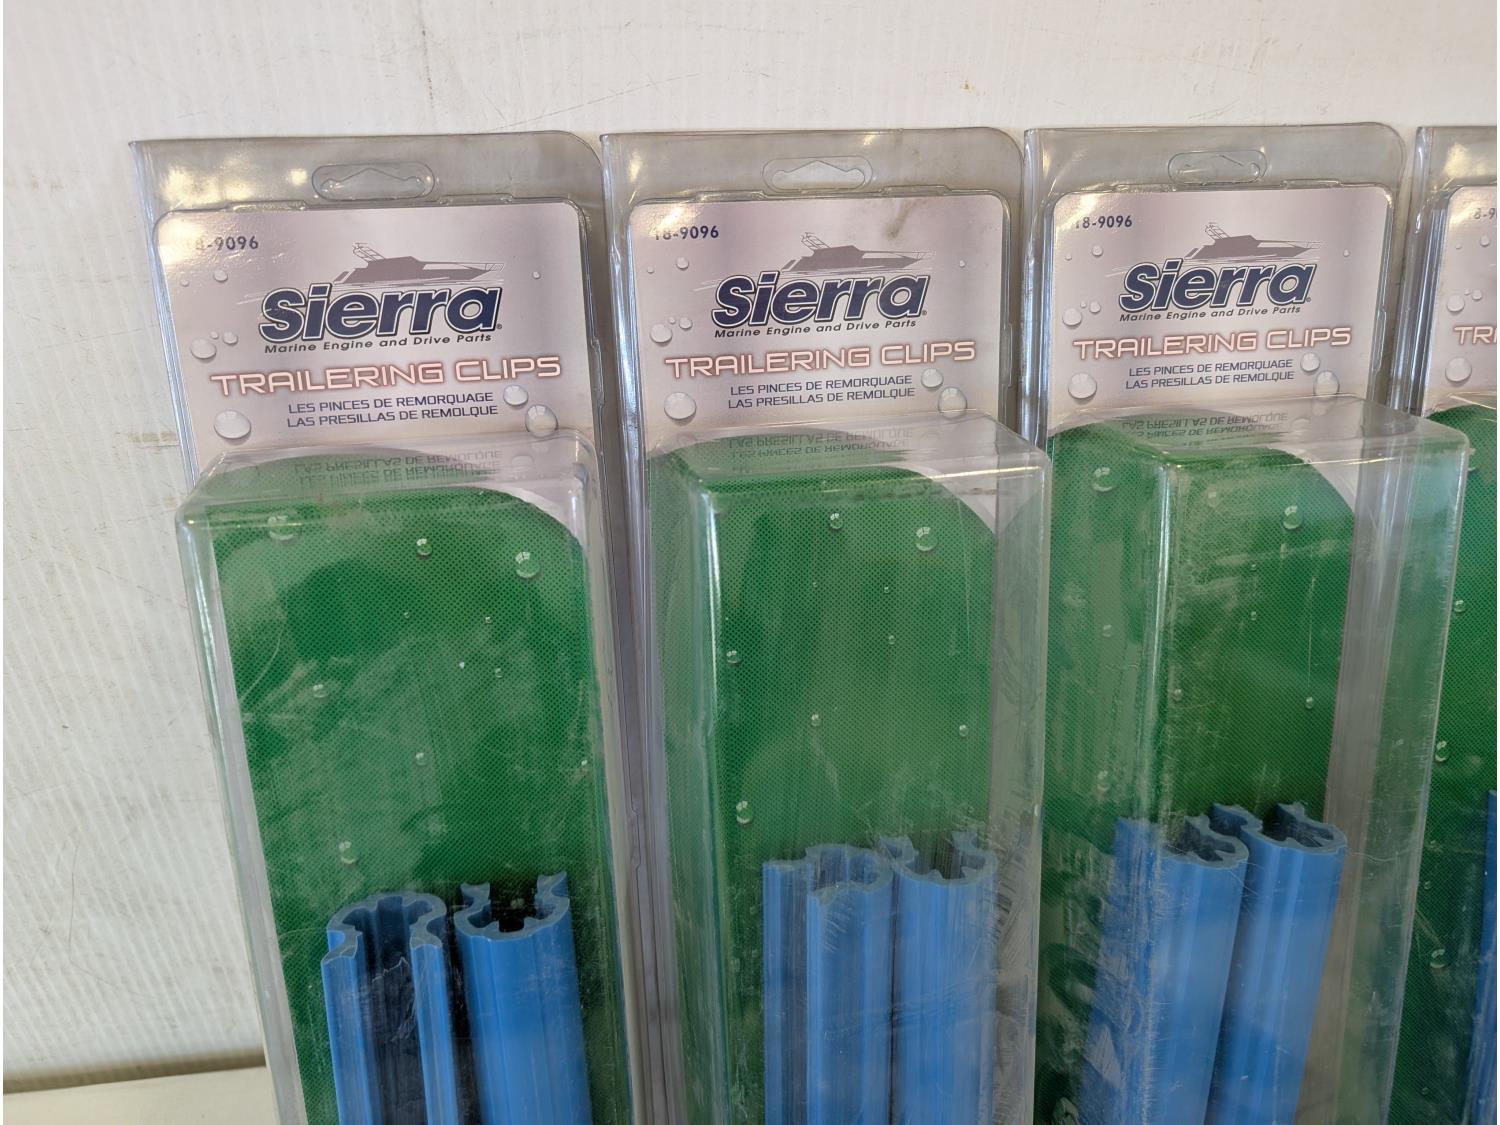 18-9096
Sierra
Marine Engine and Drive Parts
TRAILERING CLIPS
LES PINCES DE REMORQUAGE
LAS PRESILLAS DE REMOLQUE
18-9096
Sierra
Marine Engine and Drive Parts
TRAILERING CLIPS
LES PINCES DE REMORQUAGE
LAS PRESILLAS DE REMOLQUE
18-9096
Sierra
Marine Engine and Drive Parts
TRAILERING CLIPS
LES PINCES DE REMORQUAGE
LAS PRESILLAS DE REMOLQUE